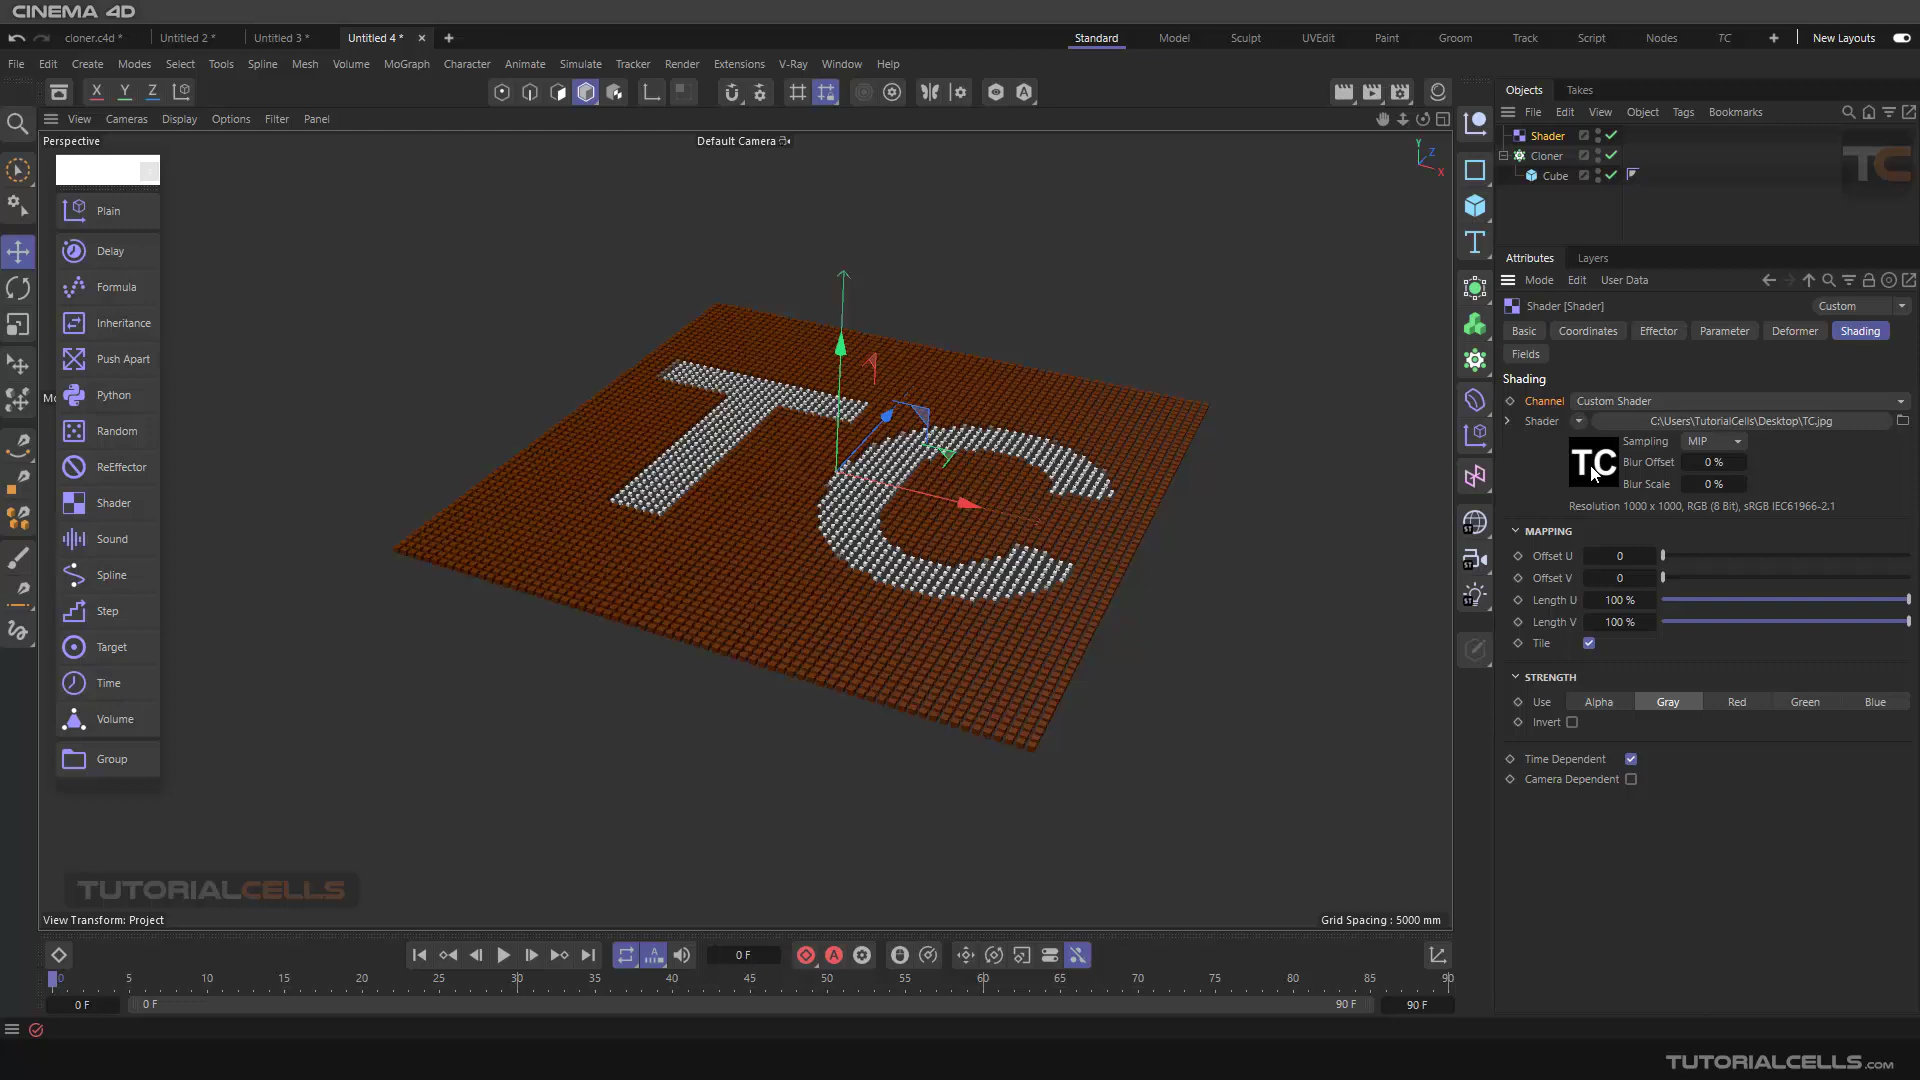 CINEMA 4D
cloner.c4d *
Untitled 2 *
Untitled 3 *
Untitled 4 *
Standard
Model
Sculpt
UVEdit
Paint
Groom
Track
Script
Nodes
TC
New Layouts
File Edit Create Modes Select Tools Spline Mesh Volume MoGraph Character Animate Simulate Tracker Render Extensions V-Ray Window Help
X Y Z
Objects Takes
View Cameras Display Options Filter Panel
File Edit View Object Tags Bookmarks
Perspective
Default Camera
Y
Z
X
Shader
Cloner
Cube
TC
Plain
Delay
Formula
Inheritance
Push Apart
Python
Random
ReEffector
Shader
Sound
Spline
Step
Target
Time
Volume
Group
Mo
Attributes Layers
Mode Edit User Data
Shader [Shader]
Custom
Basic Coordinates Effector Parameter Deformer Shading
Fields
Shading
Channel Custom Shader
Shader C:\Users\TutorialCells\Desktop\TC.jpg
TC
Sampling MIP
Blur Offset 0 %
Blur Scale 0 %
Resolution 1000 x 1000, RGB (8 Bit), sRGB IEC61966-2.1
MAPPING
Offset U 0
Offset V 0
Length U 100 %
Length V 100 %
Tile
STRENGTH
Use Alpha Gray Red Green Blue
Invert
Time Dependent
Camera Dependent
TC
ST
ST
ST
TUTORIALCELLS
View Transform: Project
Grid Spacing : 5000 mm
0 F
A
0 5 10 15 20 25 30 35 40 45 50 55 60 65 70 75 80 85 90
0 F 0 F 90 F 90 F
TUTORIALCELLS.com